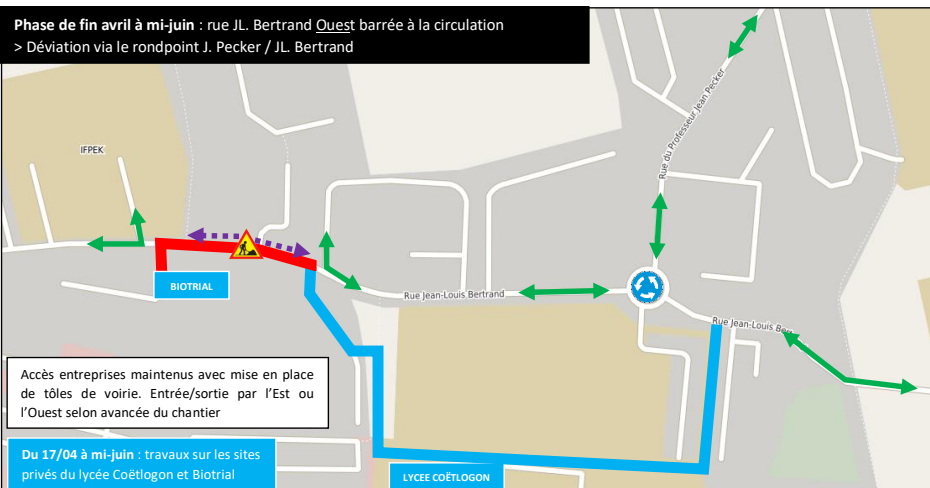 Phase de fin avril à mi-juin : rue JL. Bertrand Ouest barrée à la circulation
> Déviation via le rondpoint J. Pecker / JL. Bertrand
Rue du Professeur Jean Pecker
IFPEK
BIOTRIAL
Rue Jean-Louis Bertrand
Rue Jean-Louis Bert
Accès entreprises maintenus avec mise en place
de tôles de voirie. Entrée/sortie par l'Est ou
l'Ouest selon avancée du chantier
Du 17/04 à mi-juin : travaux sur les sites
privés du lycée Coëtlogon et Biotrial
LYCEE COËTLOGON